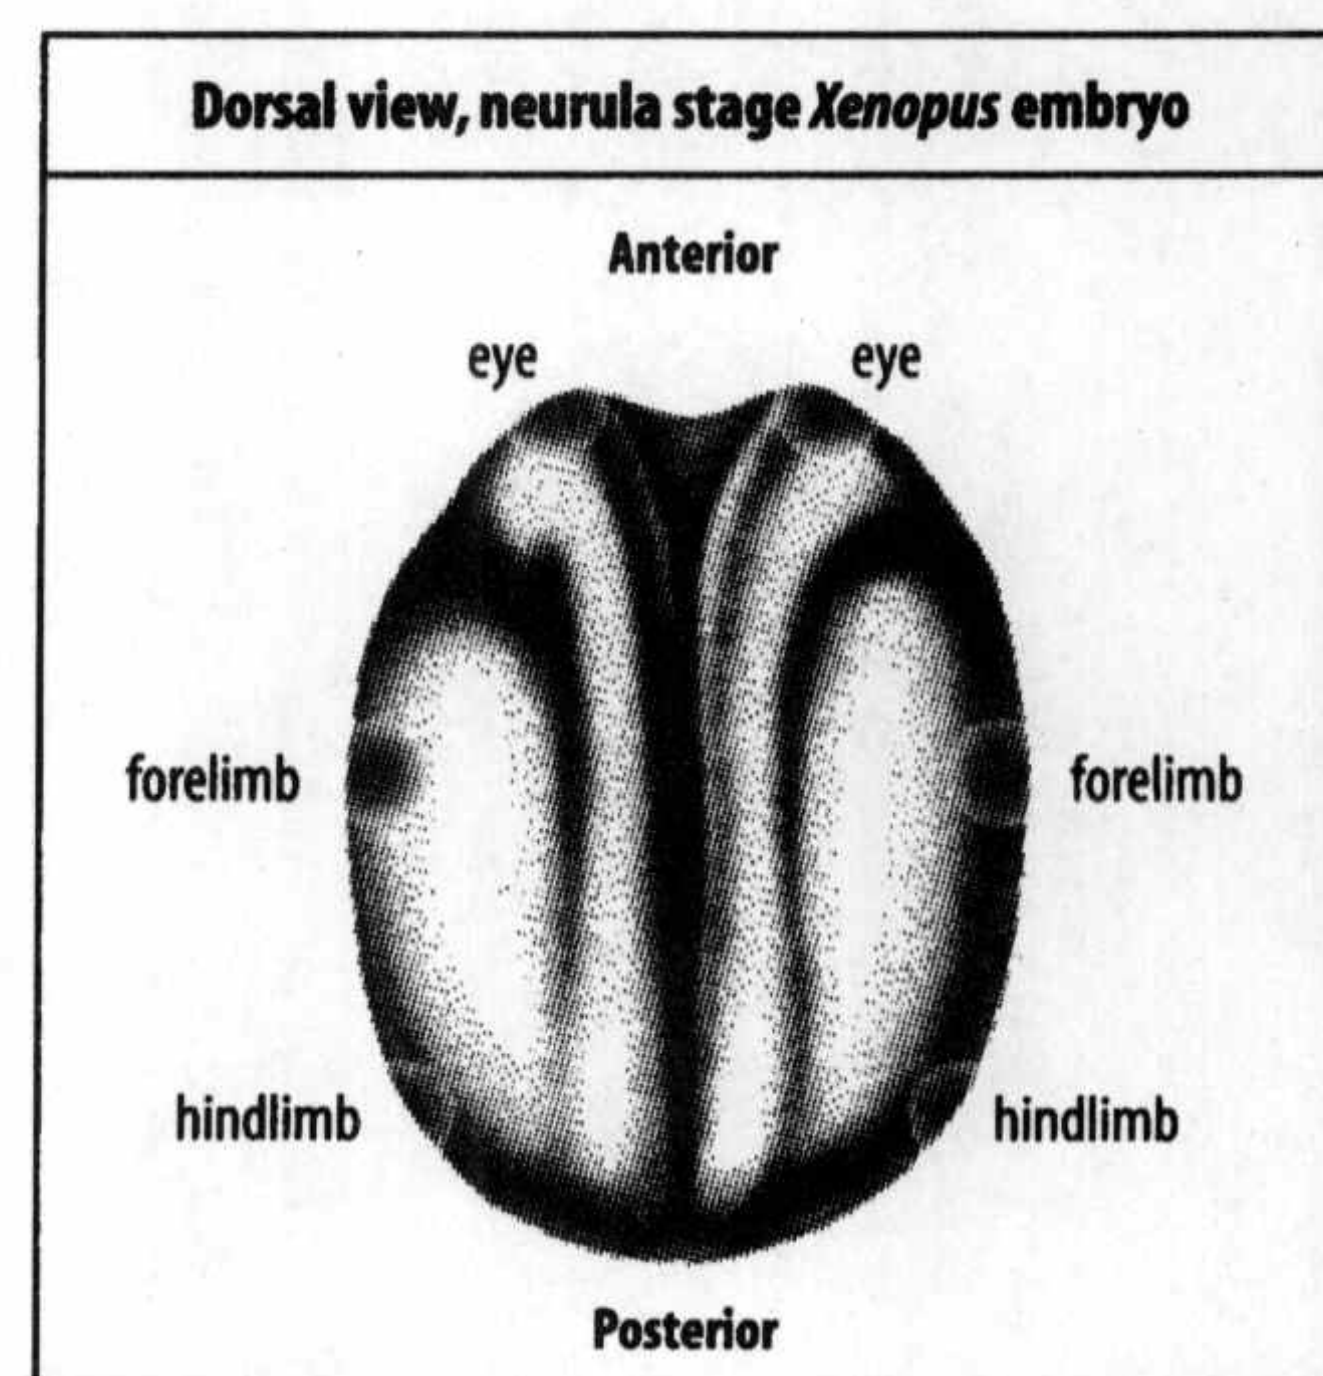 Dorsal view, neurula stage Xenopus embryo
Anterior
eye eye
forelimb forelimb
hindlimb hindlimb
Posterior